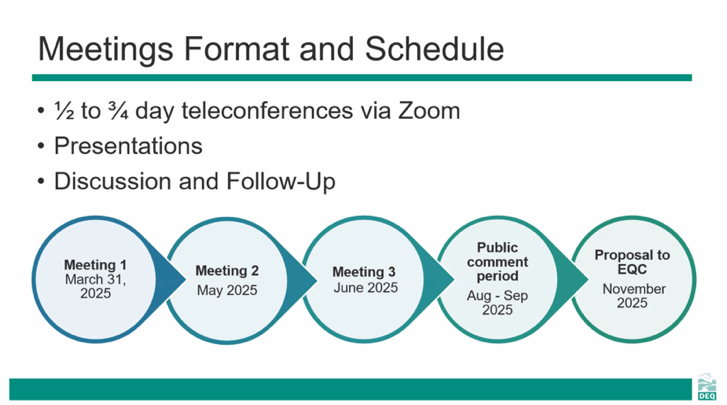 Meetings Format and Schedule
• ½ to ¾ day teleconferences via Zoom
• Presentations
• Discussion and Follow-Up
Meeting 1
March 31,
2025
Meeting 2
May 2025
Meeting 3
June 2025
Public
comment
period
Aug - Sep
2025
Proposal to
EQC
November
2025
DEQ